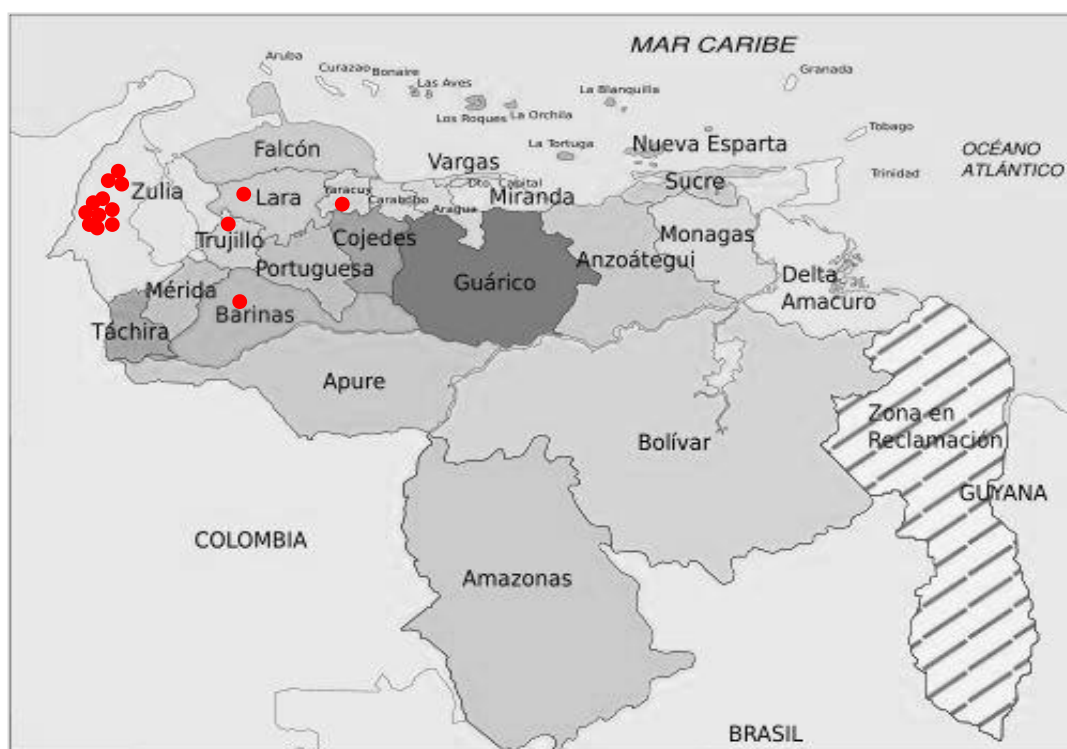 MAR CARIBE
Aruba
Curazao
Bonaire
Las Aves
Los Roques
La Orchila
La Blanquilla
Granada
La Tortuga
Nueva Esparta
Tobago
OCÉANO
ATLÁNTICO
Trinidad
Falcón
Vargas
Dto. Capital
Sucre
Zulia
Lara
Yaracuy
Carabobo
Aragua
Miranda
Trujillo
Cojedes
Monagas
Portuguesa
Guárico
Anzoátegui
Delta
Amacuro
Mérida
Barinas
Táchira
Apure
Bolívar
Zona en
Reclamación
GUYANA
COLOMBIA
Amazonas
BRASIL